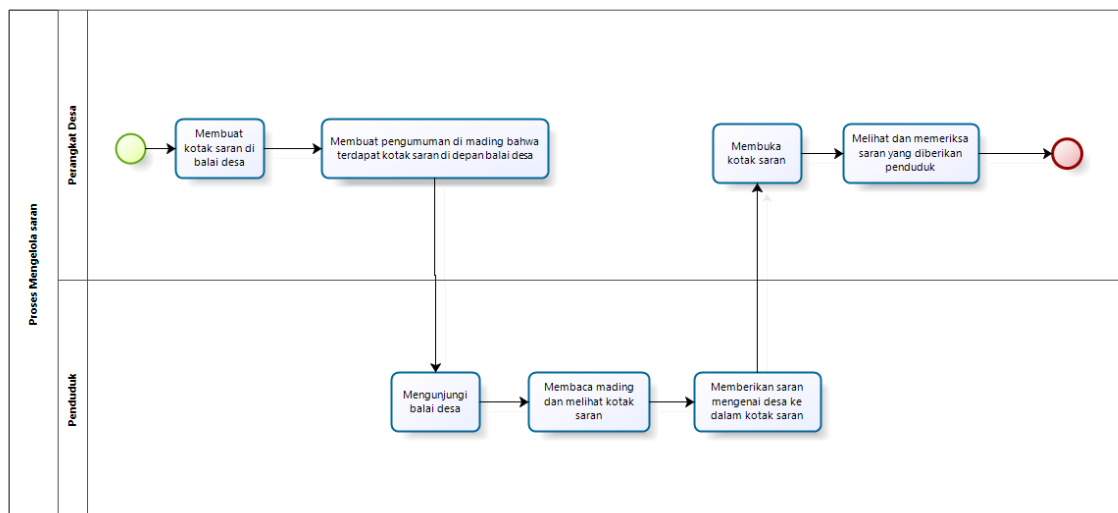 Proses Mengelola saran
Perangkat Desa
Membuat
kotak saran di
balai desa
Membuat pengumuman di mading bahwa
terdapat kotak saran di depan balai desa
Membuka
kotak saran
Melihat dan memeriksa
saran yang diberikan
penduduk
Penduduk
Mengunjungi
balai desa
Membaca mading
dan melihat kotak
saran
Memberikan saran
mengenai desa ke
dalam kotak saran